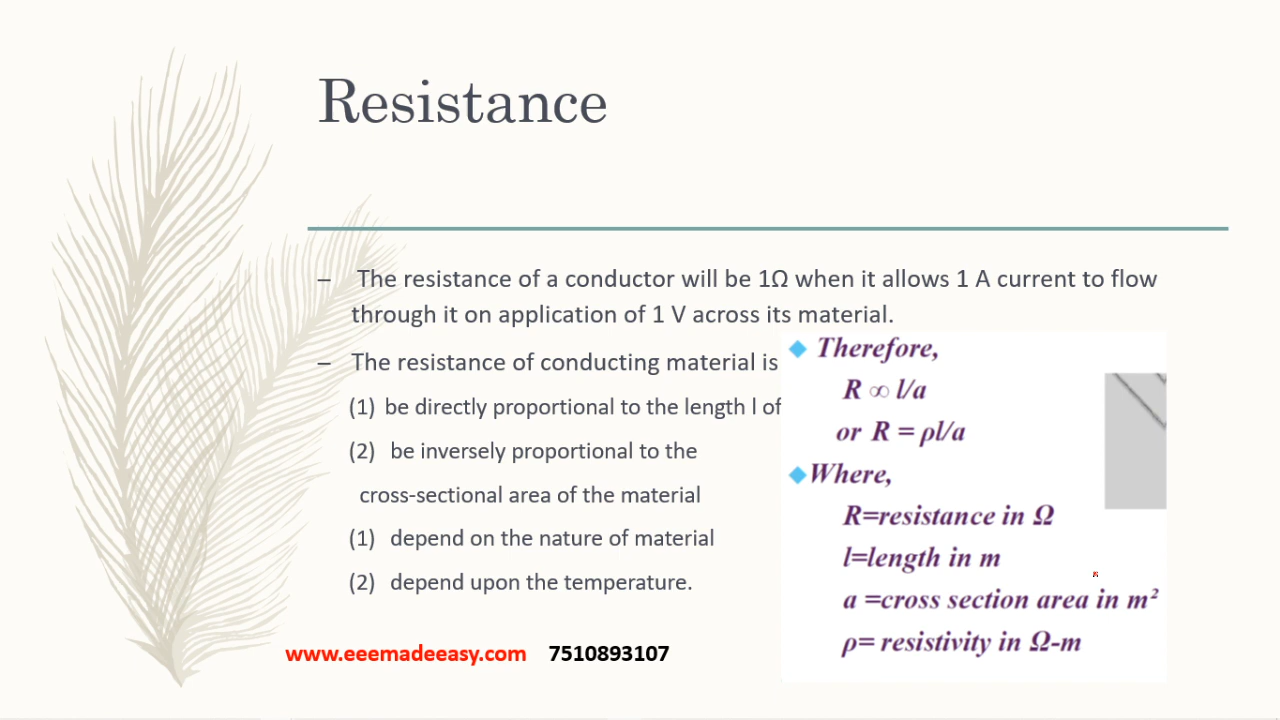 Resistance
– The resistance of a conductor will be 1Ω when it allows 1 A current to flow
through it on application of 1 V across its material.
– The resistance of conducting material is
(1) be directly proportional to the length l of
(2) be inversely proportional to the
cross-sectional area of the material
(1) depend on the nature of material
(2) depend upon the temperature.
Therefore,
R ∞ l/a
or R = ρl/a
Where,
R=resistance in Ω
l=length in m
a =cross section area in m²
ρ= resistivity in Ω-m
www.eeemadeeasy.com 7510893107